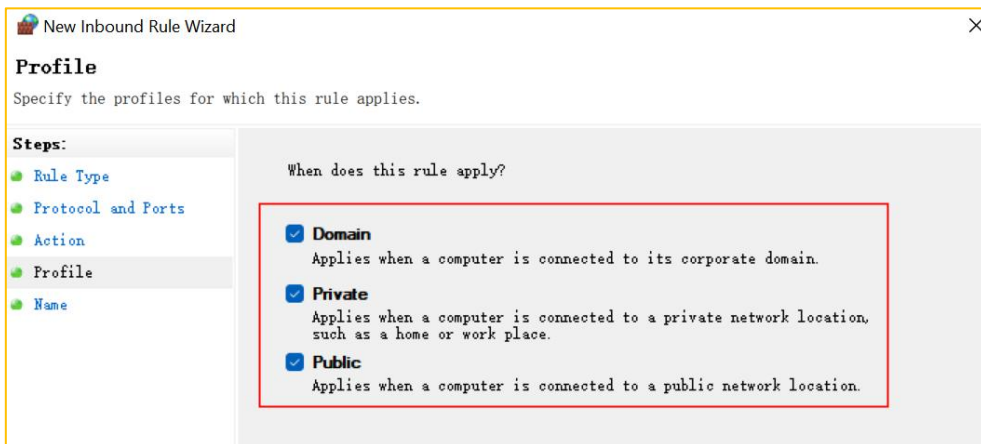 New Inbound Rule Wizard
Profile
Specify the profiles for which this rule applies.
Steps:
Rule Type
Protocol and Ports
Action
Profile
Name
When does this rule apply?
Domain
Applies when a computer is connected to its corporate domain.
Private
Applies when a computer is connected to a private network location,
such as a home or work place.
Public
Applies when a computer is connected to a public network location.